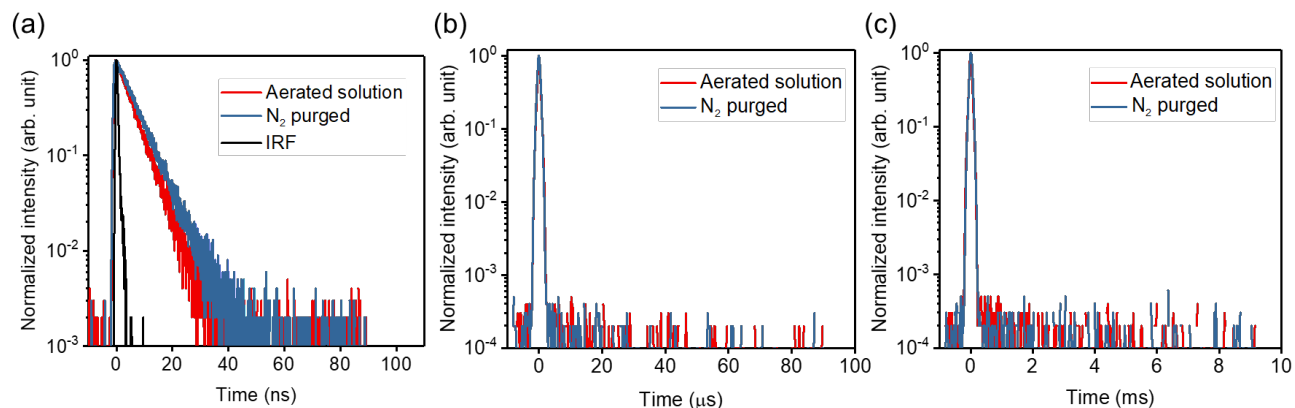 (a)
Normalized intensity (arb. unit)
10⁰
10⁻¹
10⁻²
10⁻³
Aerated solution
N₂ purged
IRF
0 20 40 60 80 100
Time (ns)
(b)
Normalized intensity (arb. unit)
10⁰
10⁻¹
10⁻²
10⁻³
10⁻⁴
Aerated solution
N₂ purged
0 20 40 60 80 100
Time (μs)
(c)
Normalized intensity (arb. unit)
10⁰
10⁻¹
10⁻²
10⁻³
10⁻⁴
Aerated solution
N₂ purged
0 2 4 6 8 10
Time (ms)